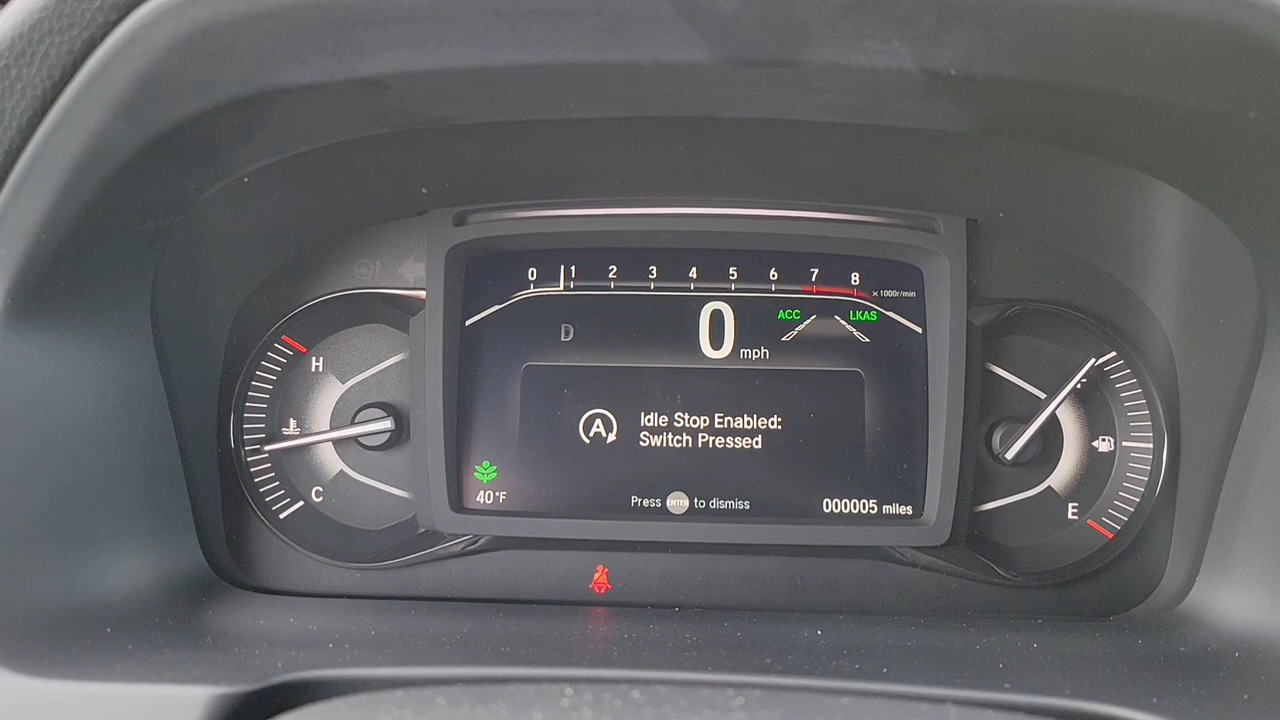 0 1 2 3 4 5 6 7 8
×1000r/min
D
0 mph
ACC
LKAS
H
C
A
Idle Stop Enabled:
Switch Pressed
E
40°F
Press ENTER to dismiss
000005 miles